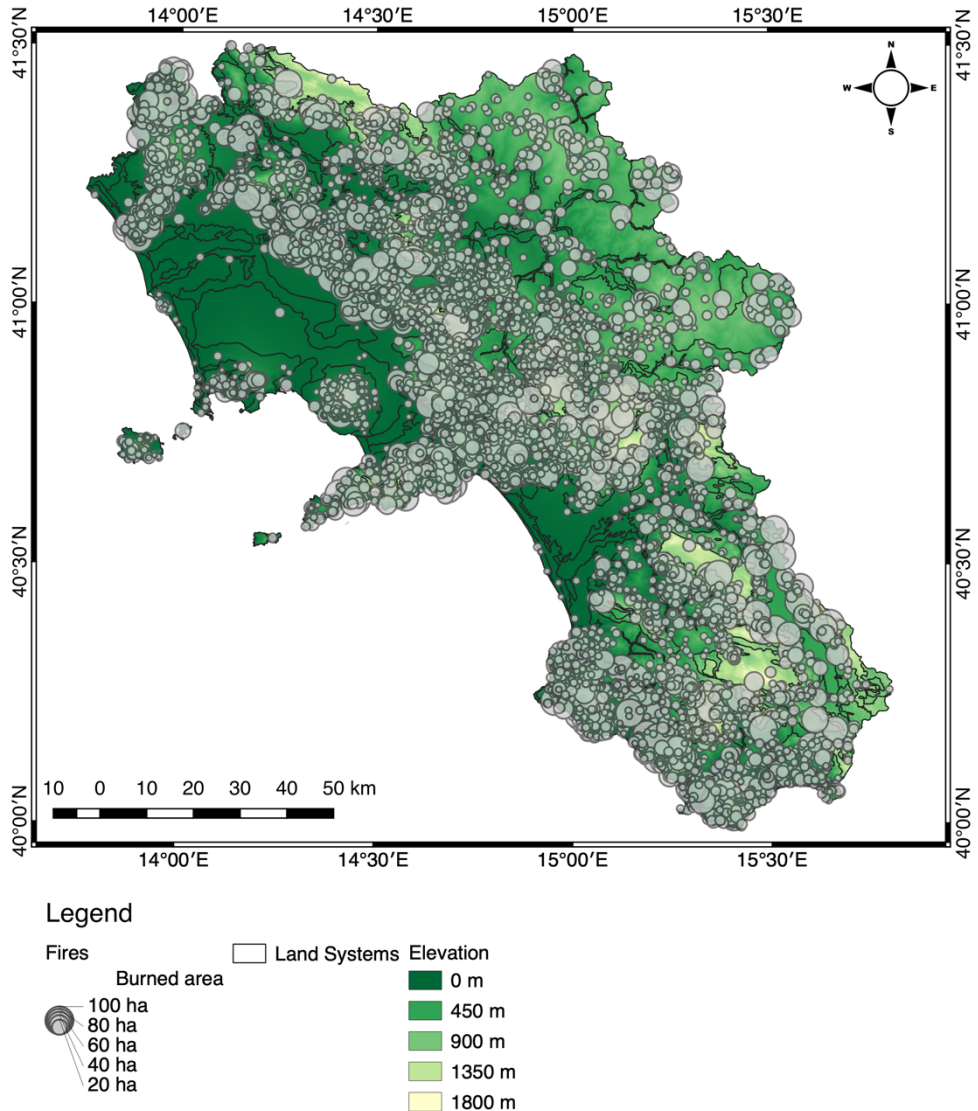 14°00′E 14°30′E 15°00′E 15°30′E
41°30′N 41°30′N
N
W E
S
41°00′N 41°00′N
40°30′N 40°30′N
10 0 10 20 30 40 50 km
40°00′N 40°00′N
14°00′E 14°30′E 15°00′E 15°30′E
Legend
Fires Land Systems Elevation
Burned area 0 m
100 ha
80 ha 450 m
60 ha 900 m
40 ha
20 ha 1350 m
1800 m